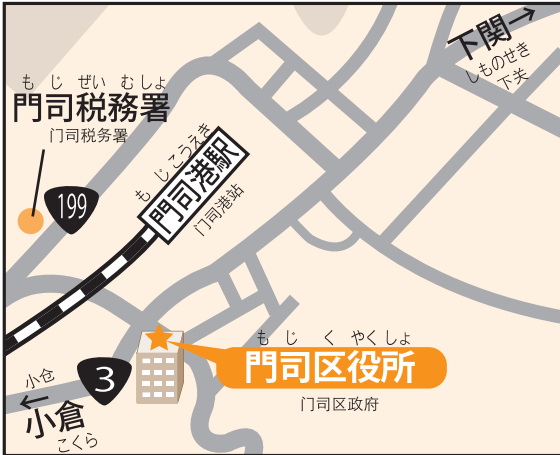 下関→
しものせき
下关
も じ ぜい む しょ
門司税務署
门司税务署
199
も じ こうえき
門司港駅
门司港站
も じ く やくしょ
門司区役所
门司区政府
3
小仓
←
小倉
こくら